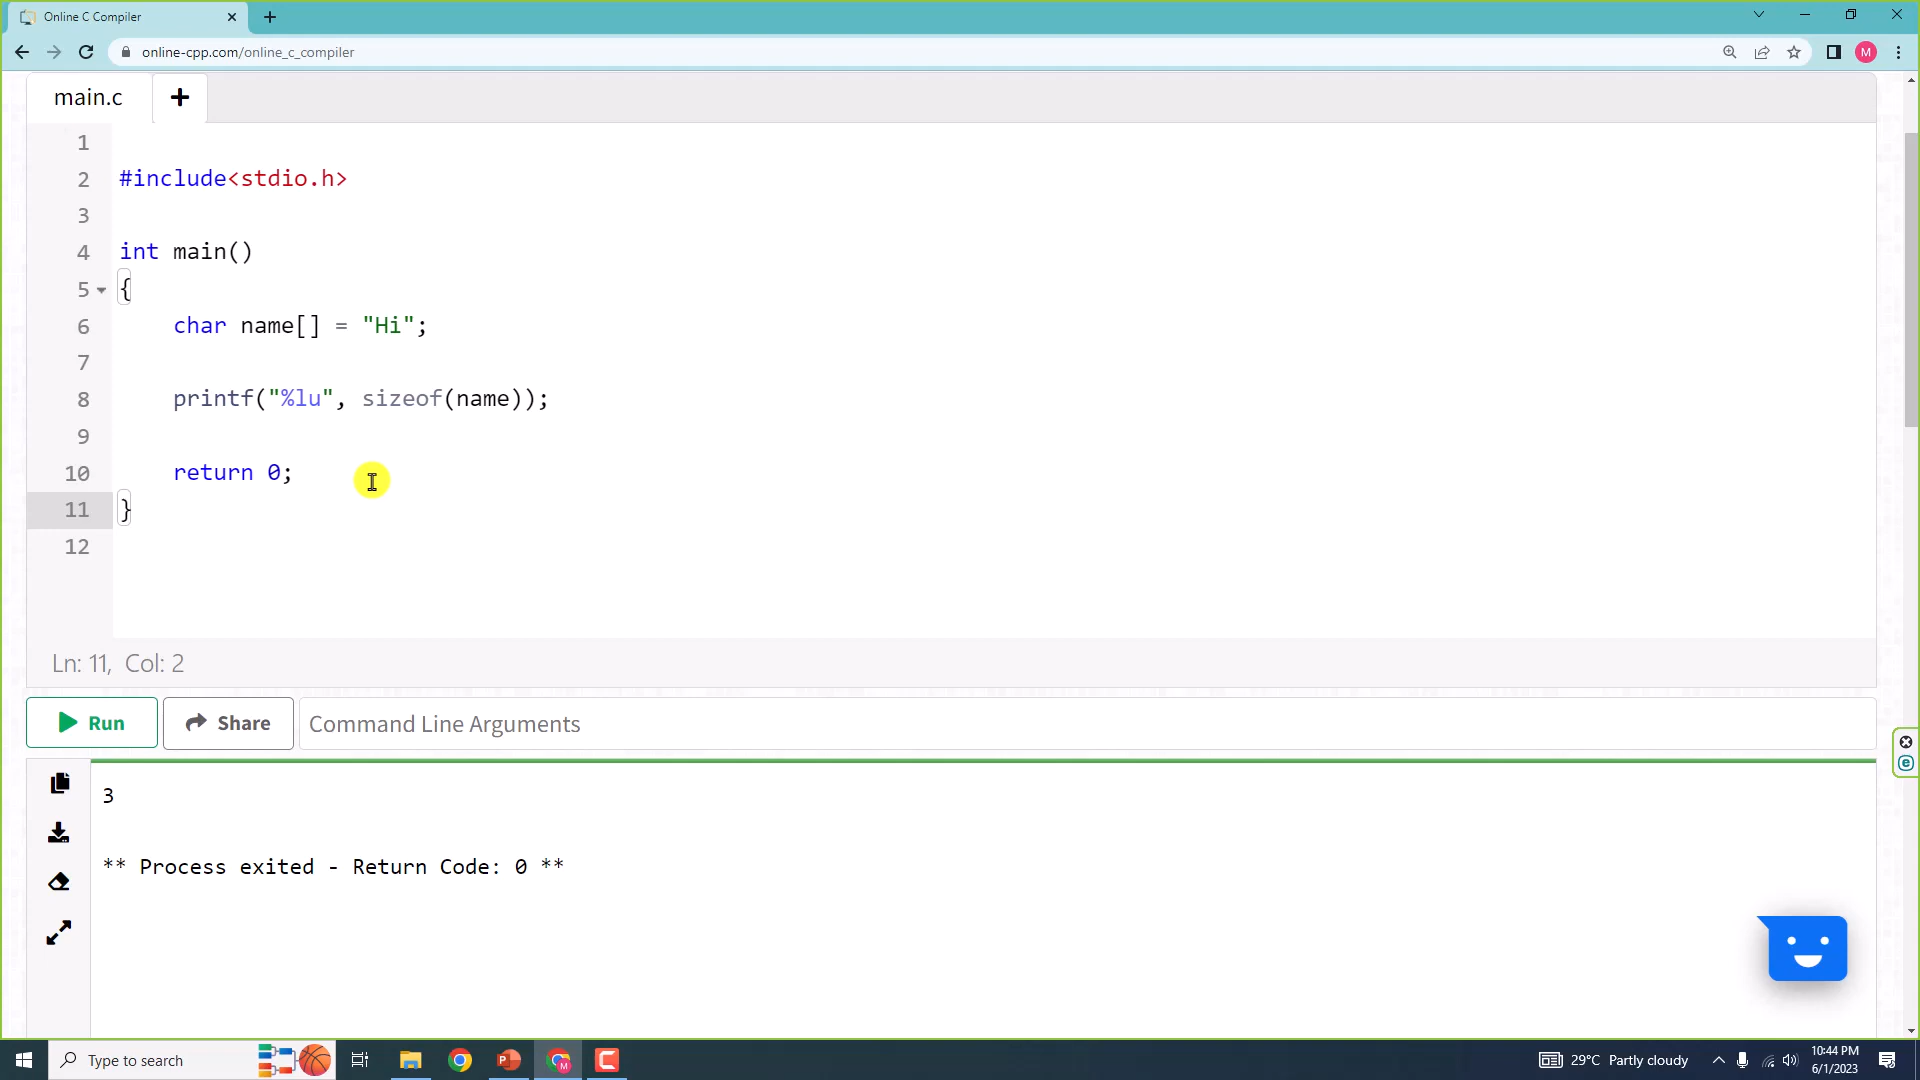 Online C Compiler
online-cpp.com/online_c_compiler
M
main.c
1
2 #include<stdio.h>
3
4 int main()
5 {
6 char name[] = "Hi";
7
8 printf("%lu", sizeof(name));
9
10 return 0;
11 }
12
Ln: 11, Col: 2
Run Share Command Line Arguments
3
** Process exited - Return Code: 0 **
Type to search
29°C Partly cloudy
10:44 PM
6/1/2023